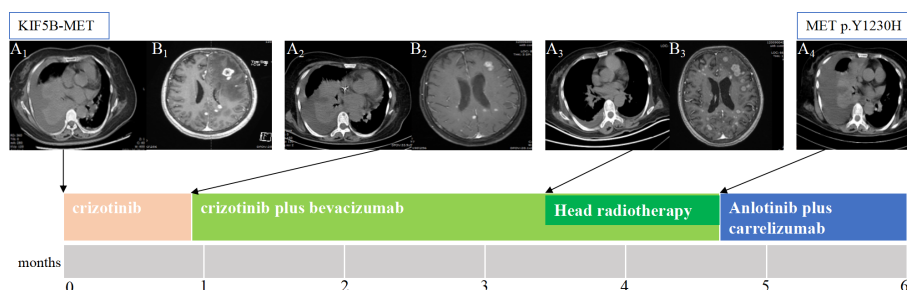 KIF5B-MET
MET p.Y1230H
A1
B1
A2
B2
A3
B3
A4
crizotinib
crizotinib plus bevacizumab
Head radiotherapy
Anlotinib plus
carrelizumab
months
0
1
2
3
4
5
6